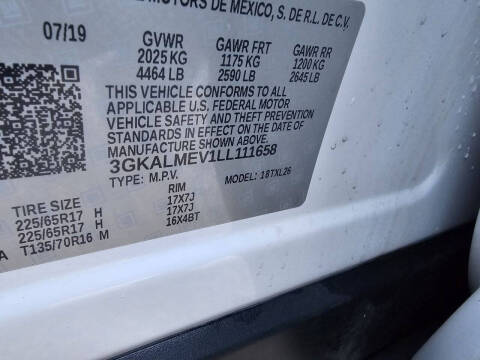 MOTORS DE MEXICO, S. DE R.L. DE C.V.
07/19 GVWR GAWR FRT GAWR RR
2025 KG 1175 KG 1200 KG
4464 LB 2590 LB 2645 LB
THIS VEHICLE CONFORMS TO ALL
APPLICABLE U.S. FEDERAL MOTOR
VEHICLE SAFETY AND THEFT PREVENTION
STANDARDS IN EFFECT ON THE DATE OF
MANUFACTURE SHOWN ABOVE.
3GKALMEV1LL111658
TYPE: M.P.V. MODEL: 18TXL26
TIRE SIZE RIM
225/65R17 H 17X7J
225/65R17 H 17X7J
T135/70R16 M 16X4BT